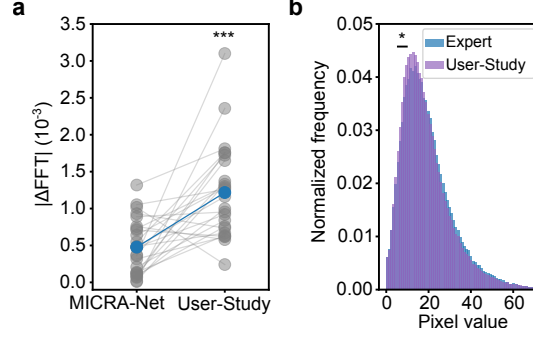 a
3.5
3.0
2.5
2.0
1.5
1.0
0.5
0.0
|ΔFFT| (10⁻³)
***
MICRA-Net
User-Study
b
0.05
0.04
0.03
0.02
0.01
0.00
Normalized frequency
*
Expert
User-Study
0
20
40
60
Pixel value